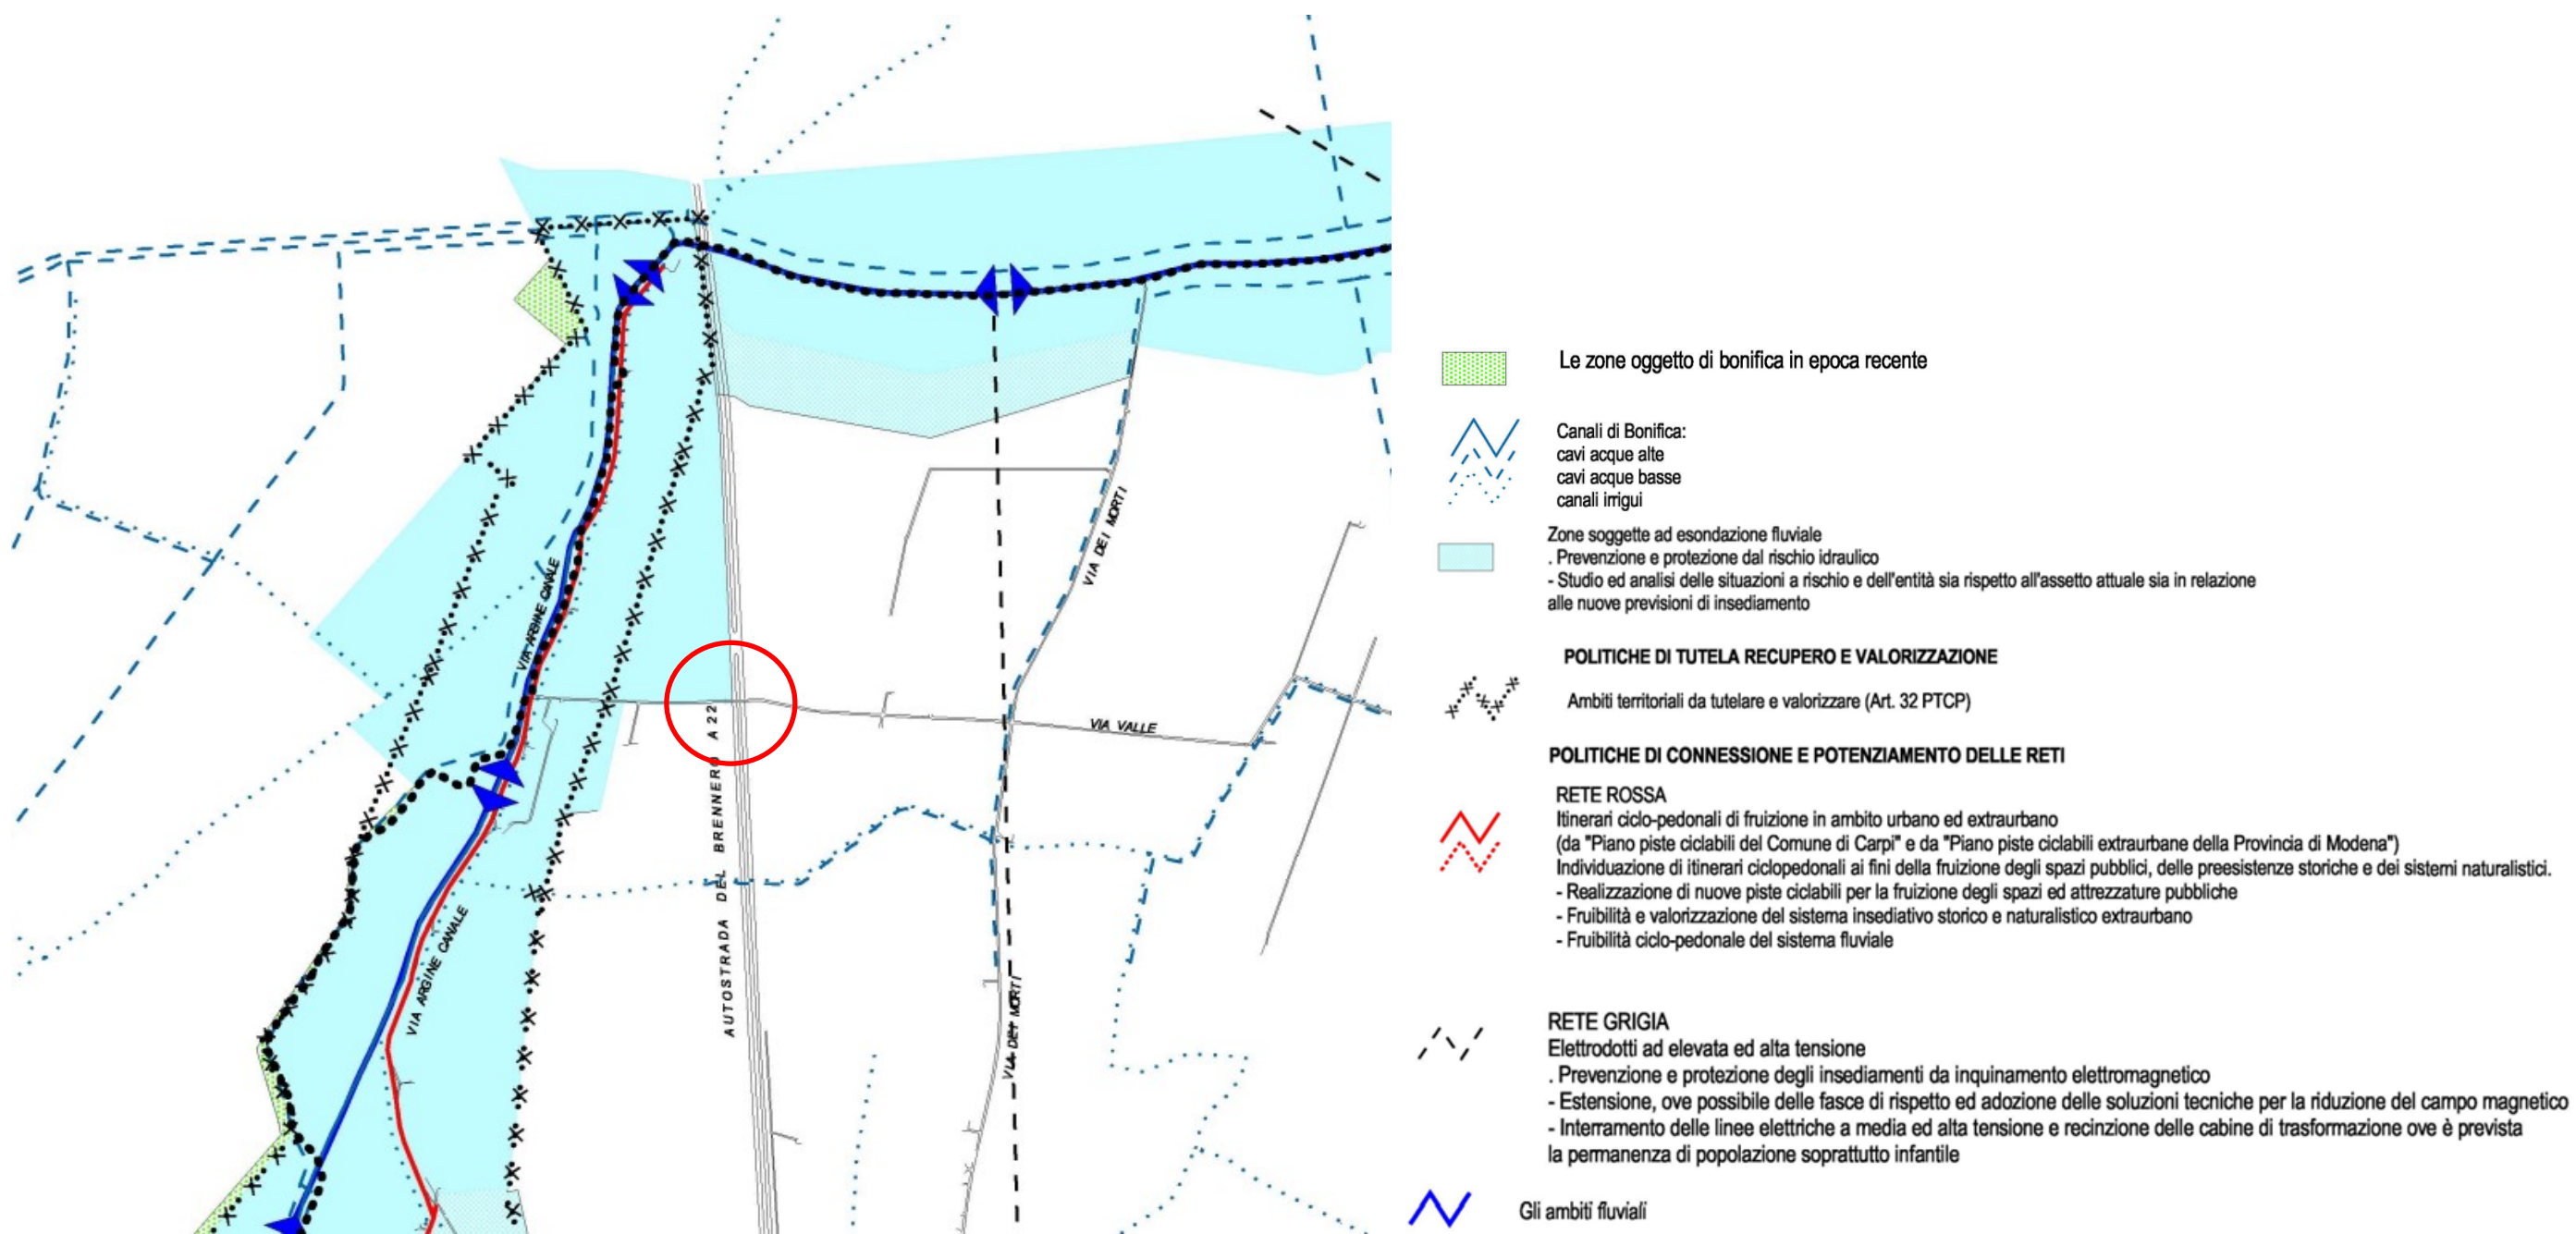 VIA ARGINE CANALE
VIA DEI MORTI
VIA VALLE
AUTOSTRADA DEL BRENNERO A 22
VIA ARGINE CANALE
VIA DEI MORTI
Le zone oggetto di bonifica in epoca recente
Canali di Bonifica:
cavi acque alte
cavi acque basse
canali irrigui
Zone soggette ad esondazione fluviale
. Prevenzione e protezione dal rischio idraulico
- Studio ed analisi delle situazioni a rischio e dell'entità sia rispetto all'assetto attuale sia in relazione
alle nuove previsioni di insediamento
POLITICHE DI TUTELA RECUPERO E VALORIZZAZIONE
Ambiti territoriali da tutelare e valorizzare (Art. 32 PTCP)
POLITICHE DI CONNESSIONE E POTENZIAMENTO DELLE RETI
RETE ROSSA
Itinerari ciclo-pedonali di fruizione in ambito urbano ed extraurbano
(da "Piano piste ciclabili del Comune di Carpi" e da "Piano piste ciclabili extraurbane della Provincia di Modena")
Individuazione di itinerari ciclopedonali ai fini della fruizione degli spazi pubblici, delle preesistenze storiche e dei sistemi naturalistici.
- Realizzazione di nuove piste ciclabili per la fruizione degli spazi ed attrezzature pubbliche
- Fruibilità e valorizzazione del sistema insediativo storico e naturalistico extraurbano
- Fruibilità ciclo-pedonale del sistema fluviale
RETE GRIGIA
Elettrodotti ad elevata ed alta tensione
. Prevenzione e protezione degli insediamenti da inquinamento elettromagnetico
- Estensione, ove possibile delle fasce di rispetto ed adozione delle soluzioni tecniche per la riduzione del campo magnetico
- Interramento delle linee elettriche a media ed alta tensione e recinzione delle cabine di trasformazione ove è prevista
la permanenza di popolazione soprattutto infantile
Gli ambiti fluviali